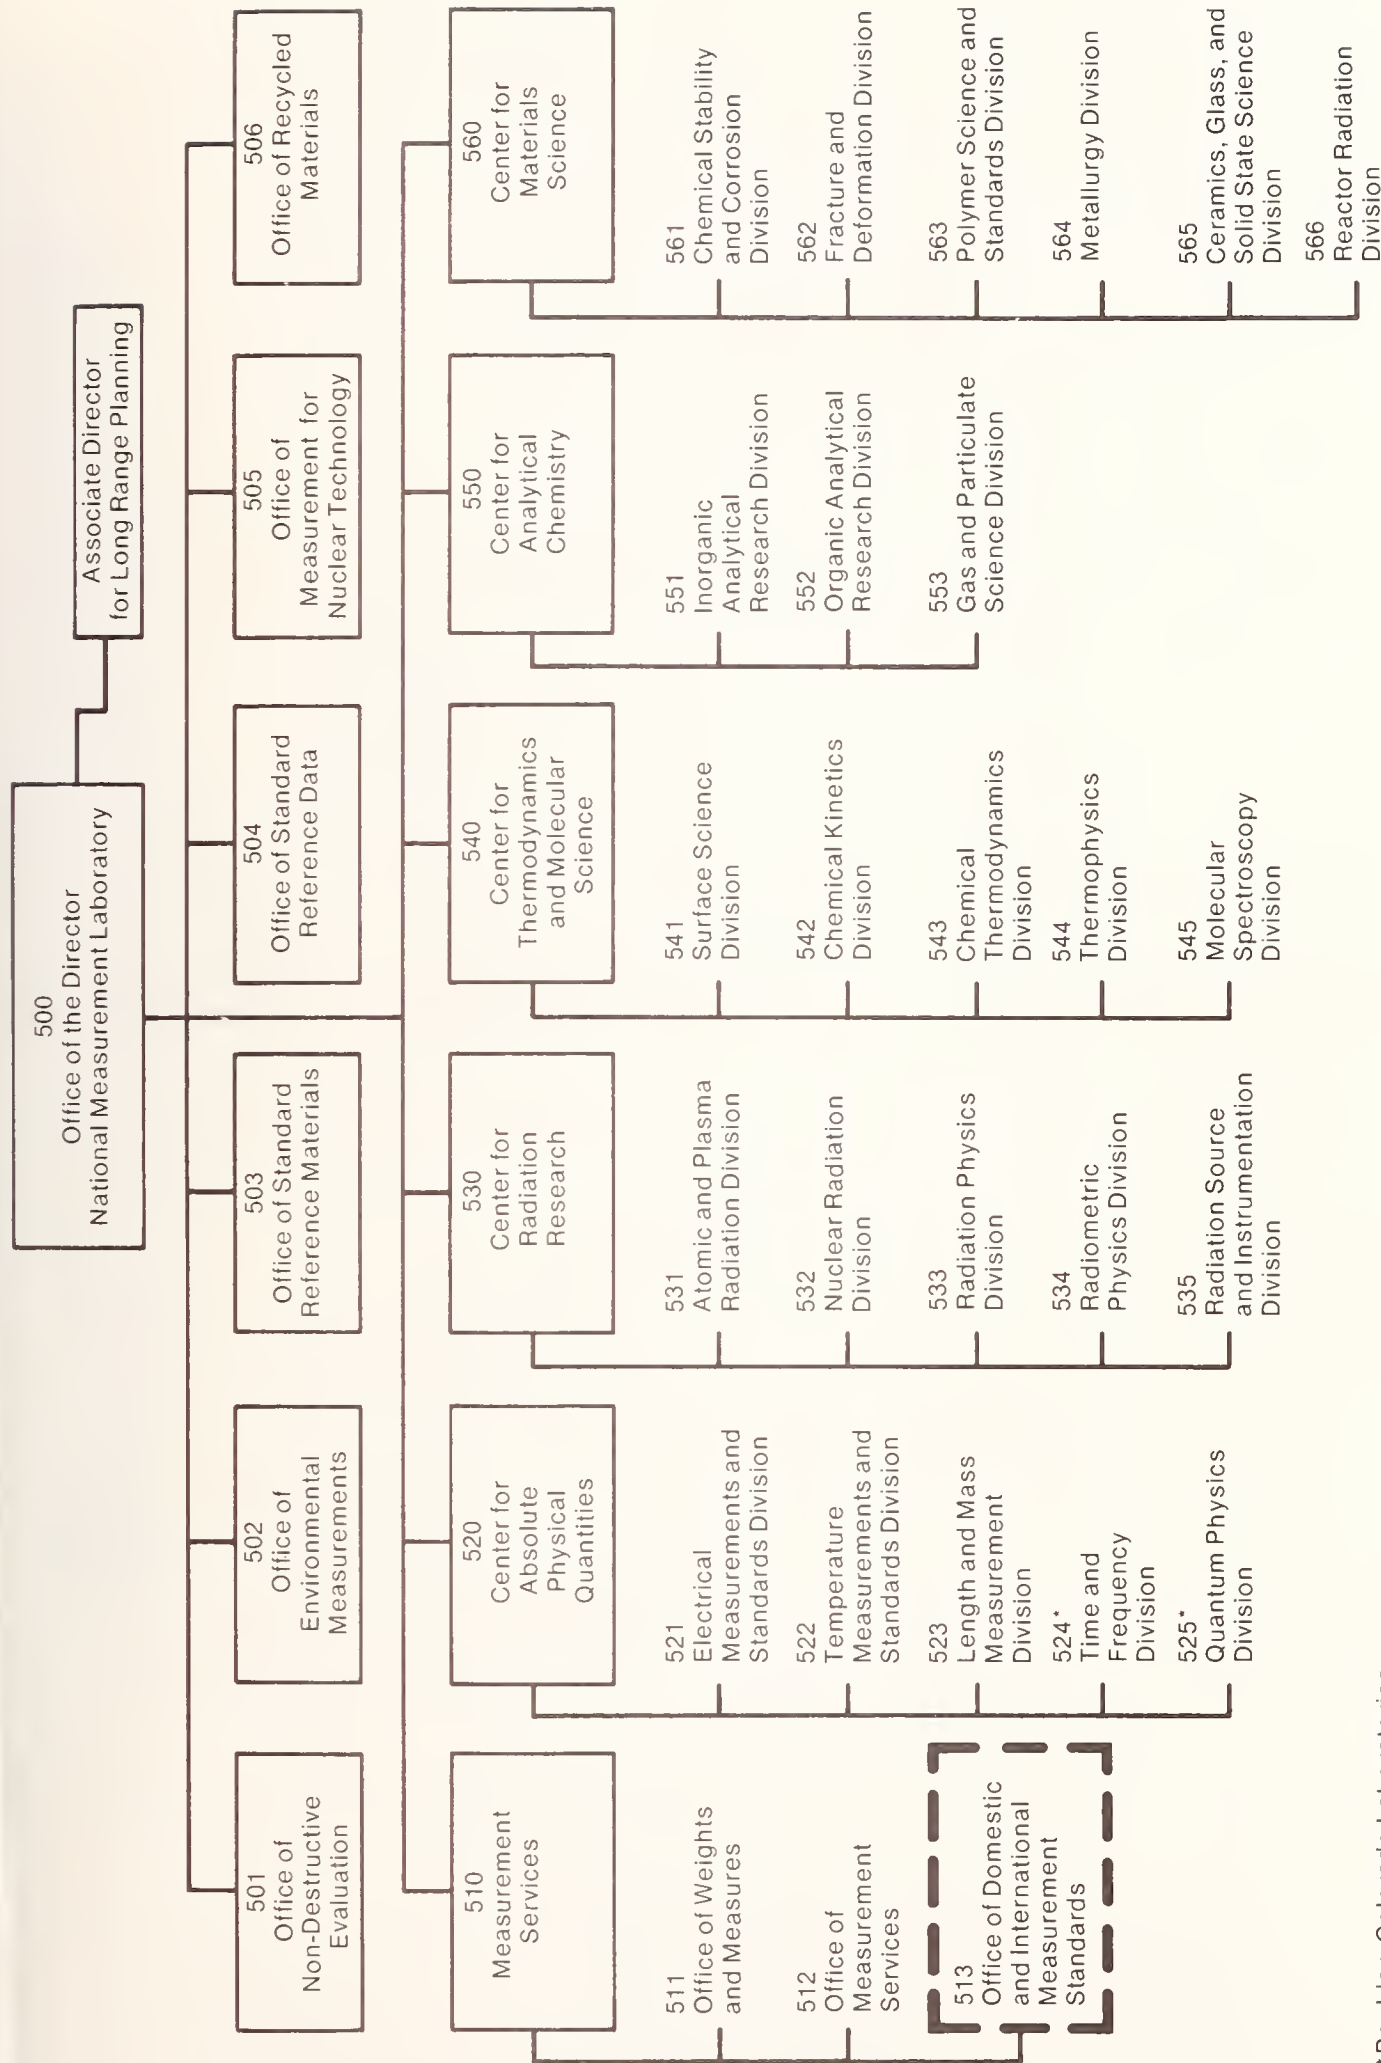 500
Office of the Director
National Measurement Laboratory
Associate Director
for Long Range Planning
501
Office of
Non-Destructive
Evaluation
502
Office of
Environmental
Measurements
503
Office of Standard
Reference Materials
504
Office of Standard
Reference Data
505
Office of
Measurement for
Nuclear Technology
506
Office of Recycled
Materials
510
Measurement
Services
511
Office of Weights
and Measures
512
Office of
Measurement
Services
513
Office of Domestic
and International
Measurement
Standards
520
Center for
Absolute
Physical
Quantities
521
Electrical
Measurements and
Standards Division
522
Temperature
Measurements and
Standards Division
523
Length and Mass
Measurement
Division
524*
Time and
Frequency
Division
525*
Quantum Physics
Division
530
Center for
Radiation
Research
531
Atomic and Plasma
Radiation Division
532
Nuclear Radiation
Division
533
Radiation Physics
Division
534
Radiometric
Physics Division
535
Radiation Source
and Instrumentation
Division
540
Center for
Thermodynamics
and Molecular
Science
541
Surface Science
Division
542
Chemical Kinetics
Division
543
Chemical
Thermodynamics
Division
544
Thermophysics
Division
545
Molecular
Spectroscopy
Division
550
Center for
Analytical
Chemistry
551
Inorganic
Analytical
Research Division
552
Organic Analytical
Research Division
553
Gas and Particulate
Science Division
560
Center for
Materials
Science
561
Chemical Stability
and Corrosion
Division
562
Fracture and
Deformation Division
563
Polymer Science and
Standards Division
564
Metallurgy Division
565
Ceramics, Glass, and
Solid State Science
Division
566
Reactor Radiation
Division